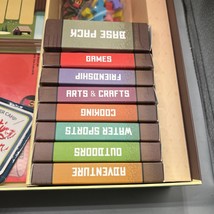 BASE PACK
GAMES
FRIENDSHIP
ARTS & CRAFTS
COOKING
WATER SPORTS
OUTDOORS
ADVENTURE